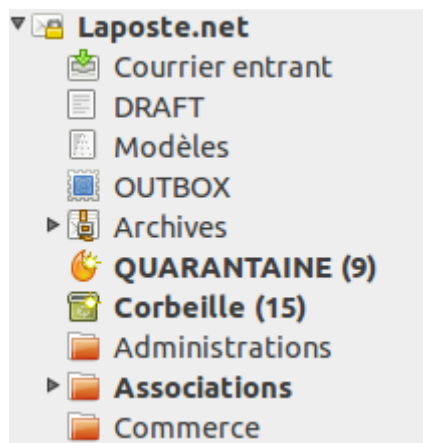 Laposte.net
Courrier entrant
DRAFT
Modèles
OUTBOX
Archives
QUARANTAINE (9)
Corbeille (15)
Administrations
Associations
Commerce